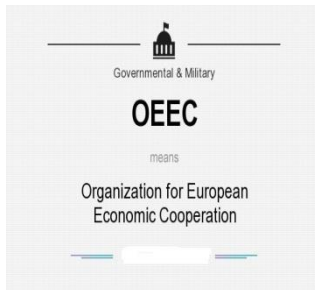 Governmental & Military
OEEC
means
Organization for European
Economic Cooperation